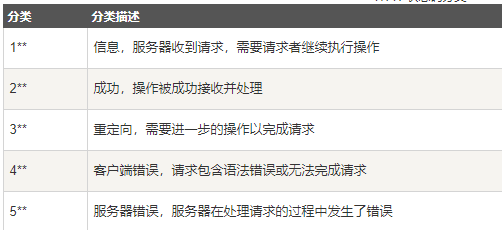 分类 分类描述
1** 信息，服务器收到请求，需要请求者继续执行操作
2** 成功，操作被成功接收并处理
3** 重定向，需要进一步的操作以完成请求
4** 客户端错误，请求包含语法错误或无法完成请求
5** 服务器错误，服务器在处理请求的过程中发生了错误